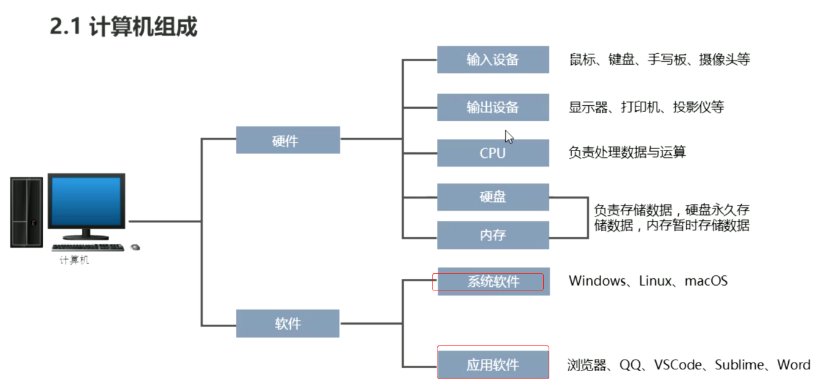 2.1 计算机组成
输入设备
鼠标、键盘、手写板、摄像头等
输出设备
显示器、打印机、投影仪等
硬件
CPU
负责处理数据与运算
硬盘
负责存储数据，硬盘永久存
储数据，内存暂时存储数据
内存
计算机
系统软件
Windows、Linux、macOS
软件
应用软件
浏览器、QQ、VSCode、Sublime、Word